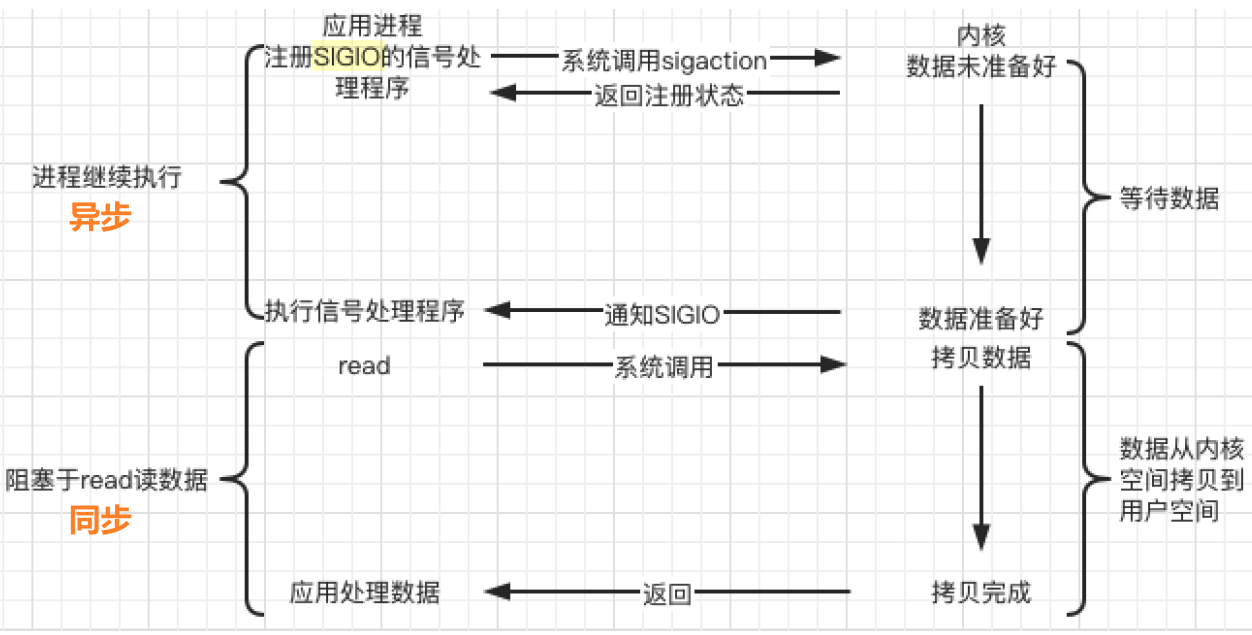 应用进程
注册SIGIO的信号处
理程序
系统调用sigaction
返回注册状态
内核
数据未准备好
进程继续执行
异步
等待数据
执行信号处理程序
通知SIGIO
数据准备好
read
系统调用
拷贝数据
阻塞于read读数据
同步
数据从内核
空间拷贝到
用户空间
应用处理数据
返回
拷贝完成